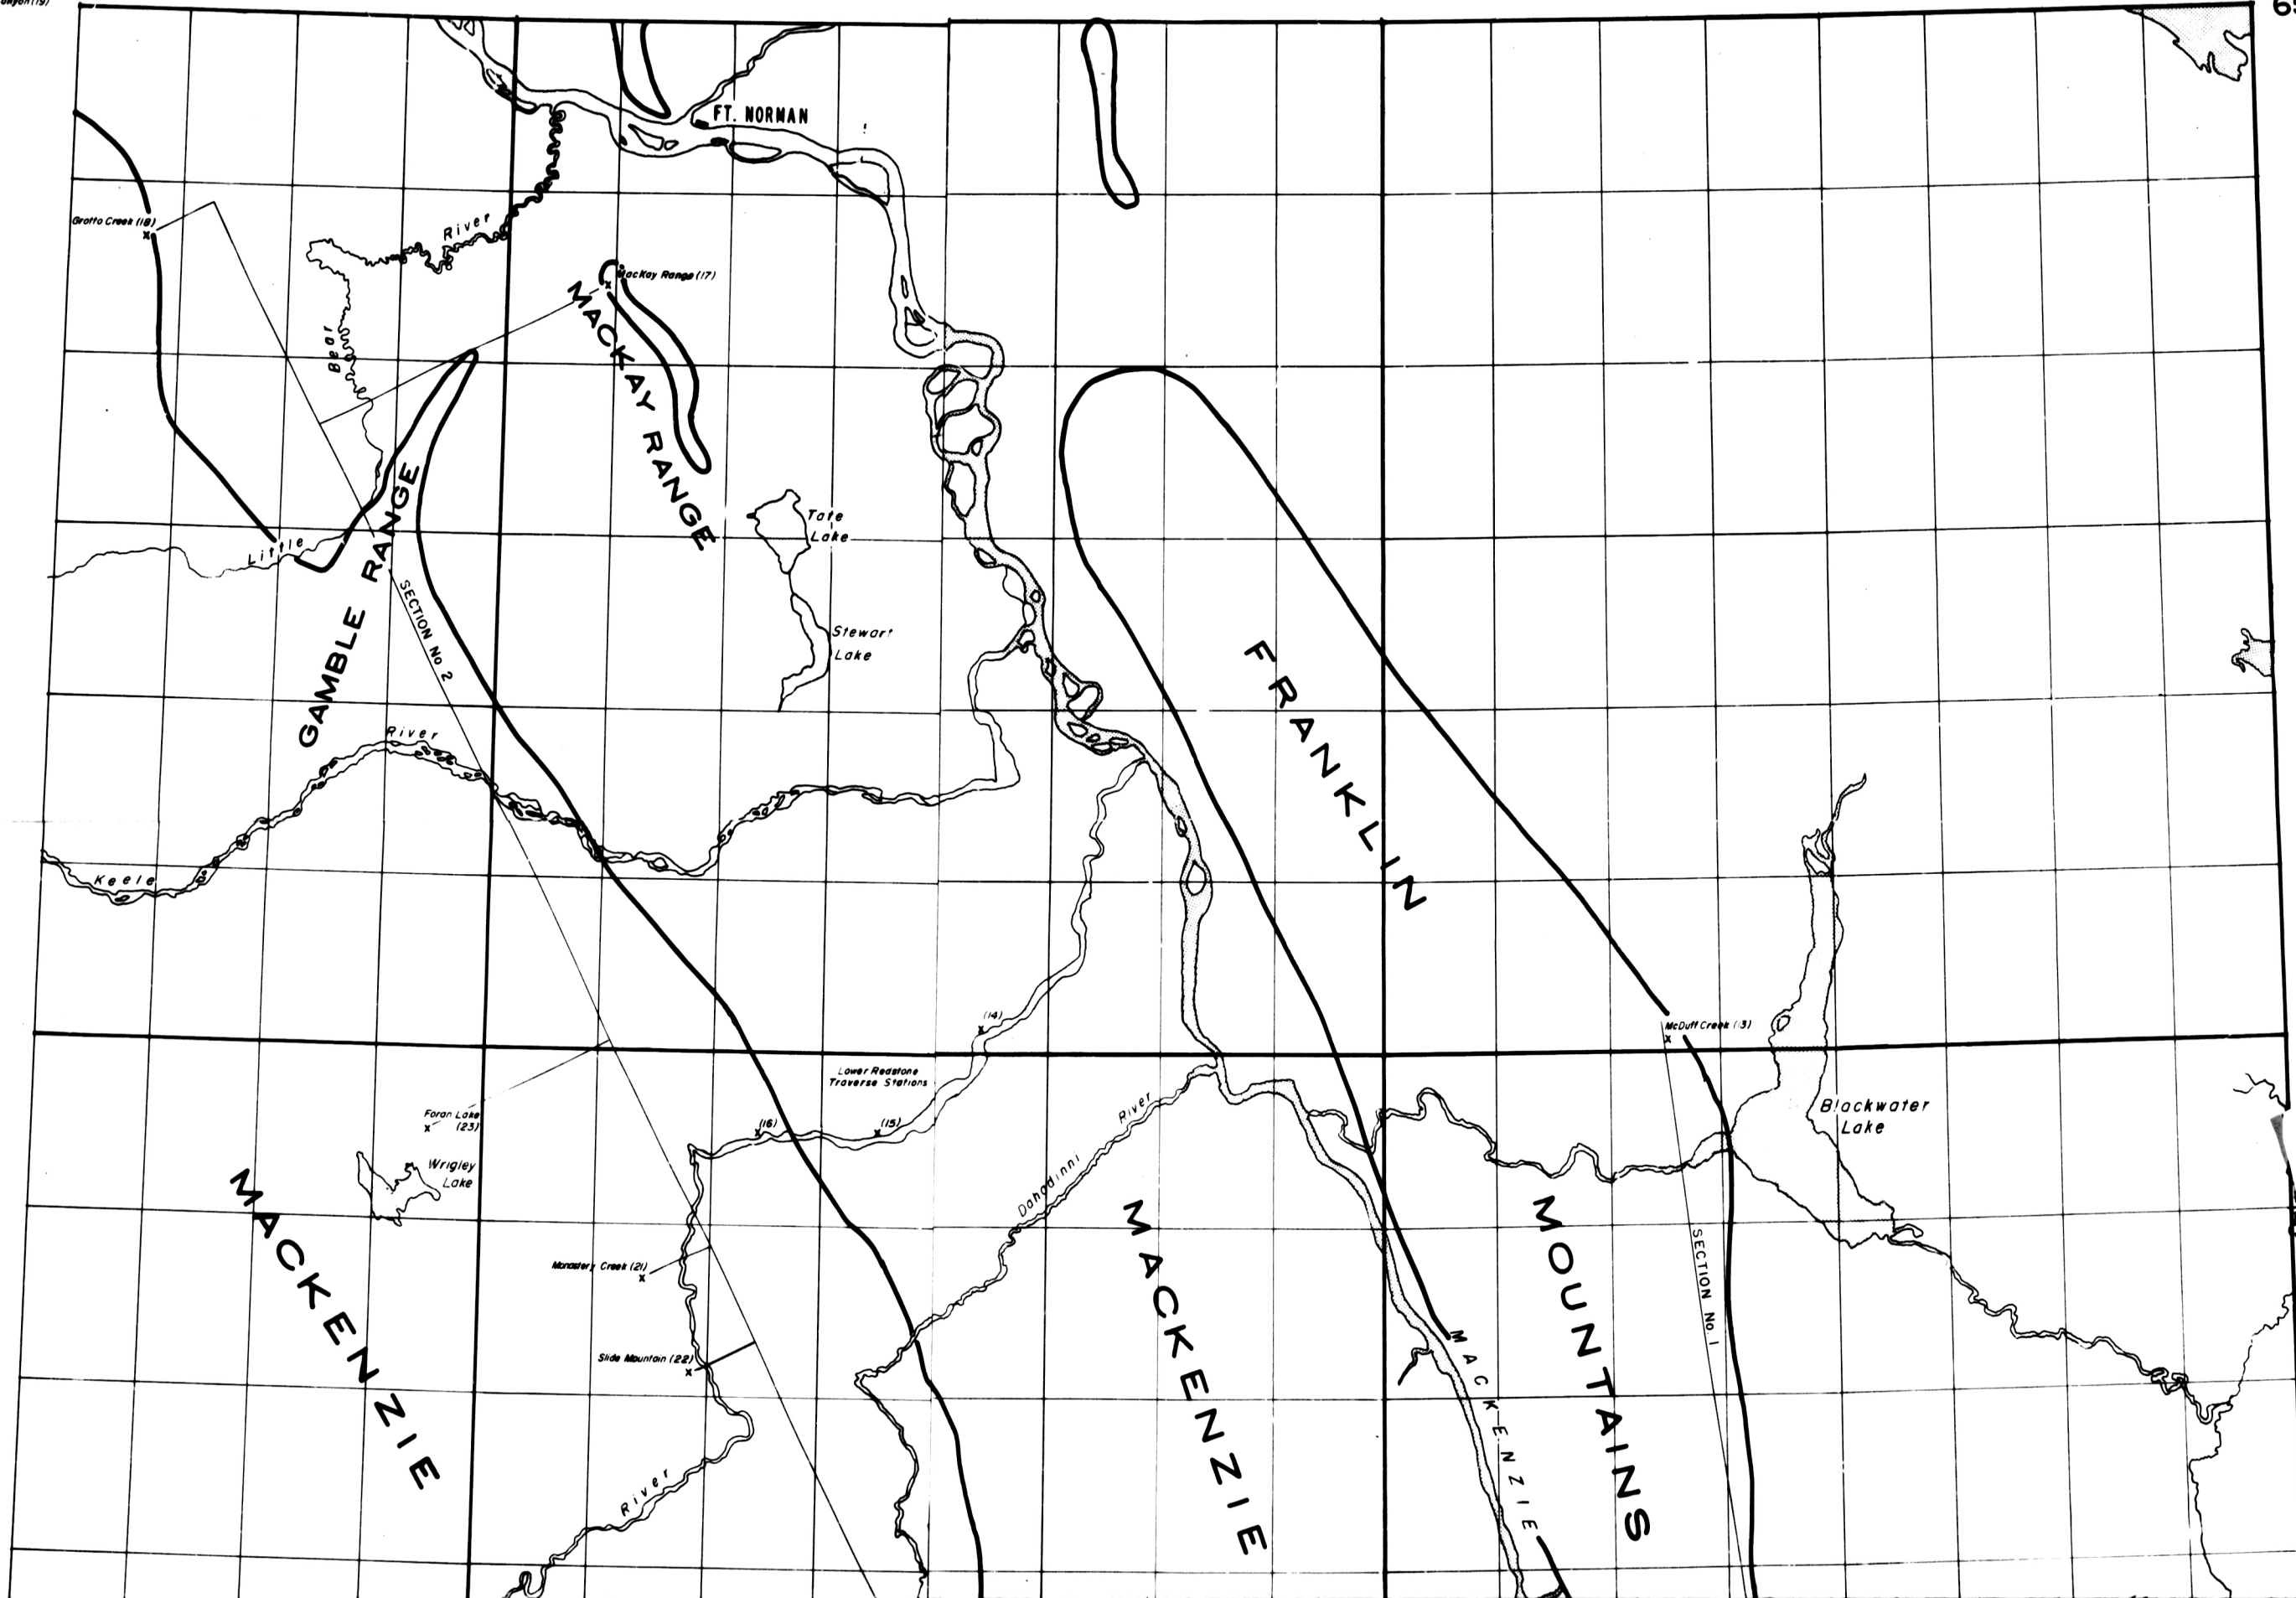 FT. NORMAN
Grotto Creek (18)
River
MacKay Range (17)
Bear
MACKAY RANGE
Tate
Lake
Little
GAMBLE RANGE
SECTION No. 2
Stewart
Lake
FRANKLIN
River
Keele
(14)
McDuff Creek (13)
Lower Redstone
Traverse Stations
Foran Lake
(23)
(16)
(15)
River
Blackwater
Lake
Wrigley
Lake
Dahadinni
MACKENZIE
MACKENZIE
MOUNTAINS
SECTION No. 1
Monastery Creek (21)
Slide Mountain (22)
MACKENZIE
River